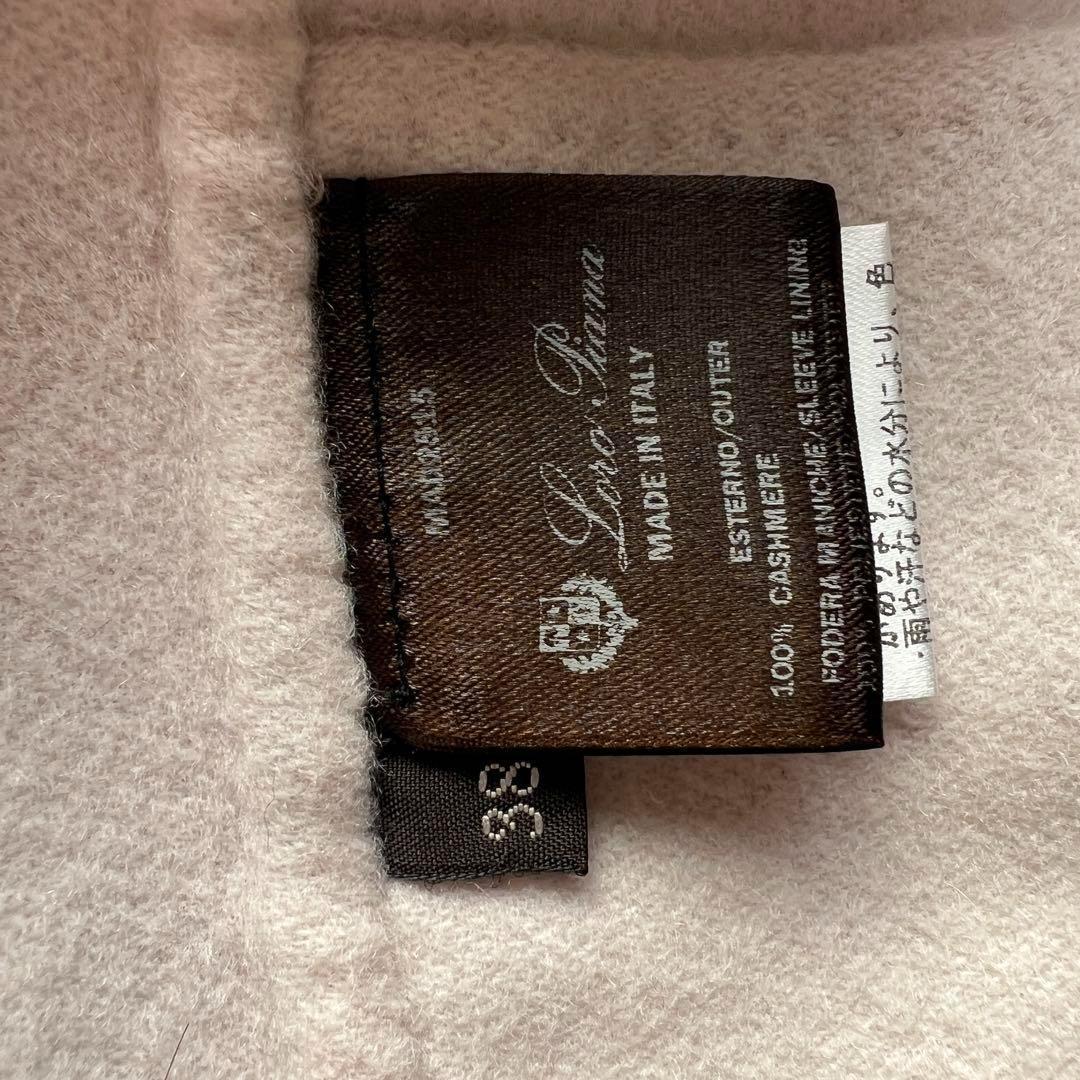 Loro Piana
MADE IN ITALY
ESTERNO/OUTER
100% CASHMERE
FODERA MANICHE/SLEEVE LINING
38
があります。
・雨や汗などの水分により、色